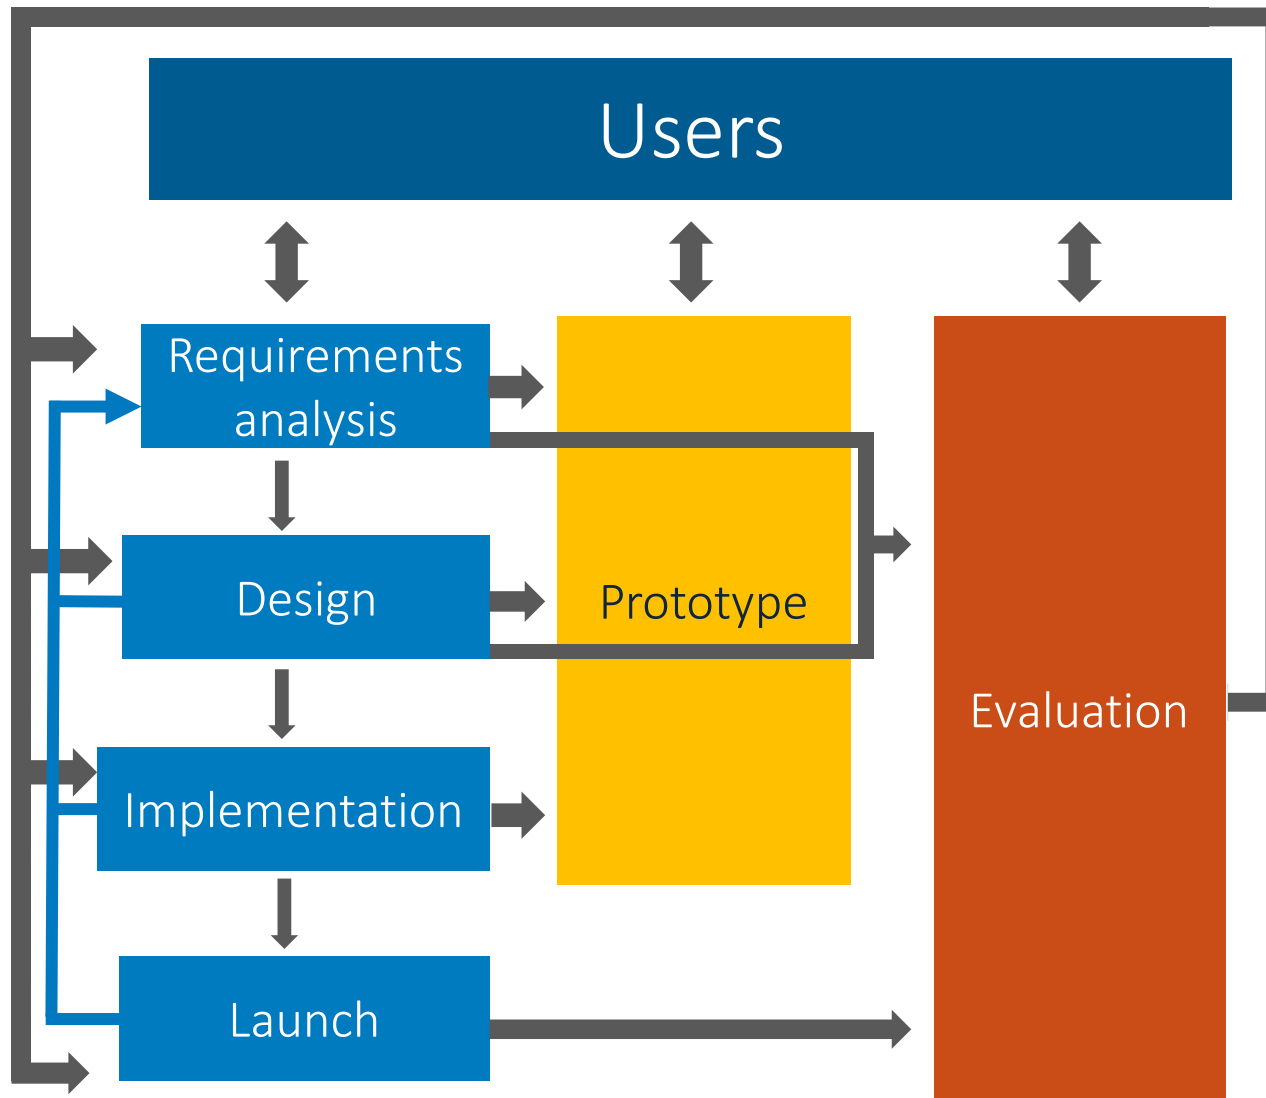 Users
Requirements
analysis
Design
Prototype
Evaluation
Implementation
Launch